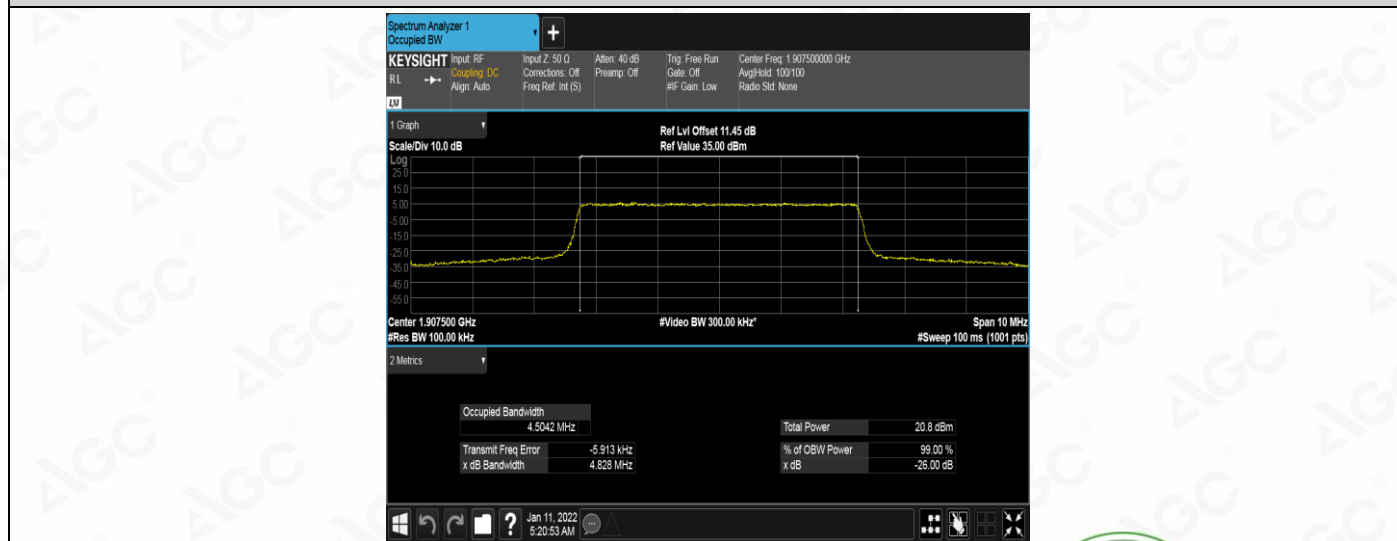 Spectrum Analyzer 1
Occupied BW
+
KEYSIGHT
RL
LXI
Input: RF
Coupling: DC
Align: Auto
Input Z: 50 Ω
Corrections: Off
Freq Ref: Int (S)
Atten: 40 dB
Preamp: Off
Trig: Free Run
Gate: Off
#IF Gain: Low
Center Freq: 1.907500000 GHz
Avg|Hold: 100/100
Radio Std: None
1 Graph
Scale/Div 10.0 dB
Ref Lvl Offset 11.45 dB
Ref Value 35.00 dBm
Log
25.0
15.0
5.00
-5.00
-15.0
-25.0
-35.0
-45.0
-55.0
Center 1.907500 GHz
#Video BW 300.00 kHz*
Span 10 MHz
#Res BW 100.00 kHz
#Sweep 100 ms (1001 pts)
2 Metrics
Occupied Bandwidth
4.5042 MHz
Total Power 20.8 dBm
Transmit Freq Error -5.913 kHz
% of OBW Power 99.00 %
x dB Bandwidth 4.828 MHz
x dB -26.00 dB
?
Jan 11, 2022
5:20:53 AM
AGC